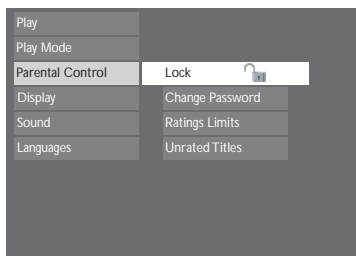 Play
Play Mode
Parental Control
Lock
Display
Change Password
Sound
Ratings Limits
Languages
Unrated Titles